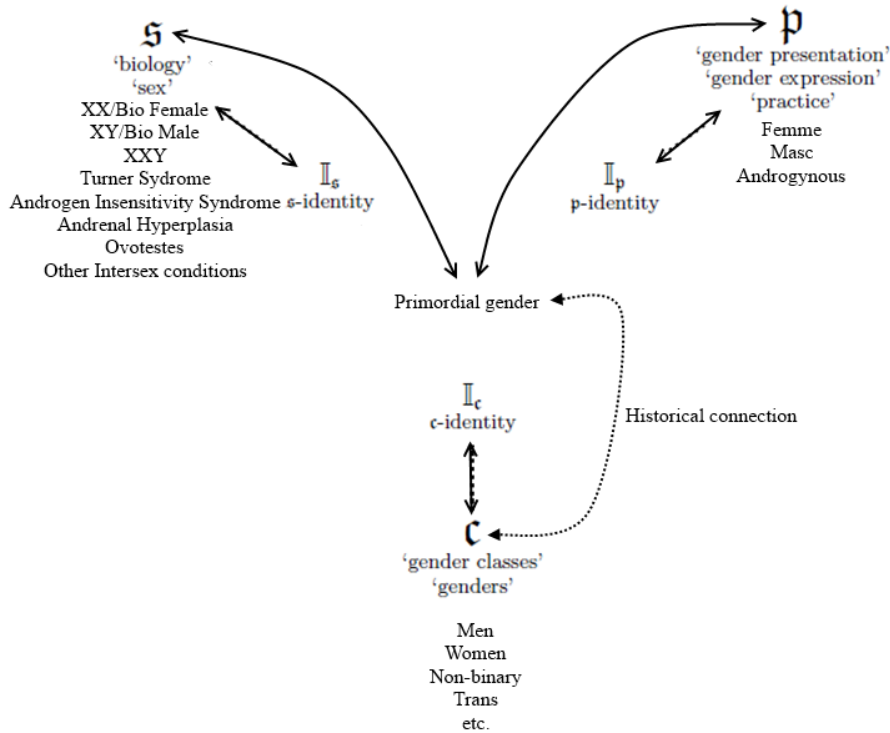 𝔰
‘biology’
‘sex’
XX/Bio Female
XY/Bio Male
XXY
Turner Sydrome
Androgen Insensitivity Syndrome
Andrenal Hyperplasia
Ovotestes
Other Intersex conditions
𝕀𝔰
𝔰-identity
𝔭
‘gender presentation’
‘gender expression’
‘practice’
Femme
Masc
Androgynous
𝕀𝔭
𝔭-identity
Primordial gender
𝕀𝔠
𝔠-identity
Historical connection
𝔠
‘gender classes’
‘genders’
Men
Women
Non-binary
Trans
etc.